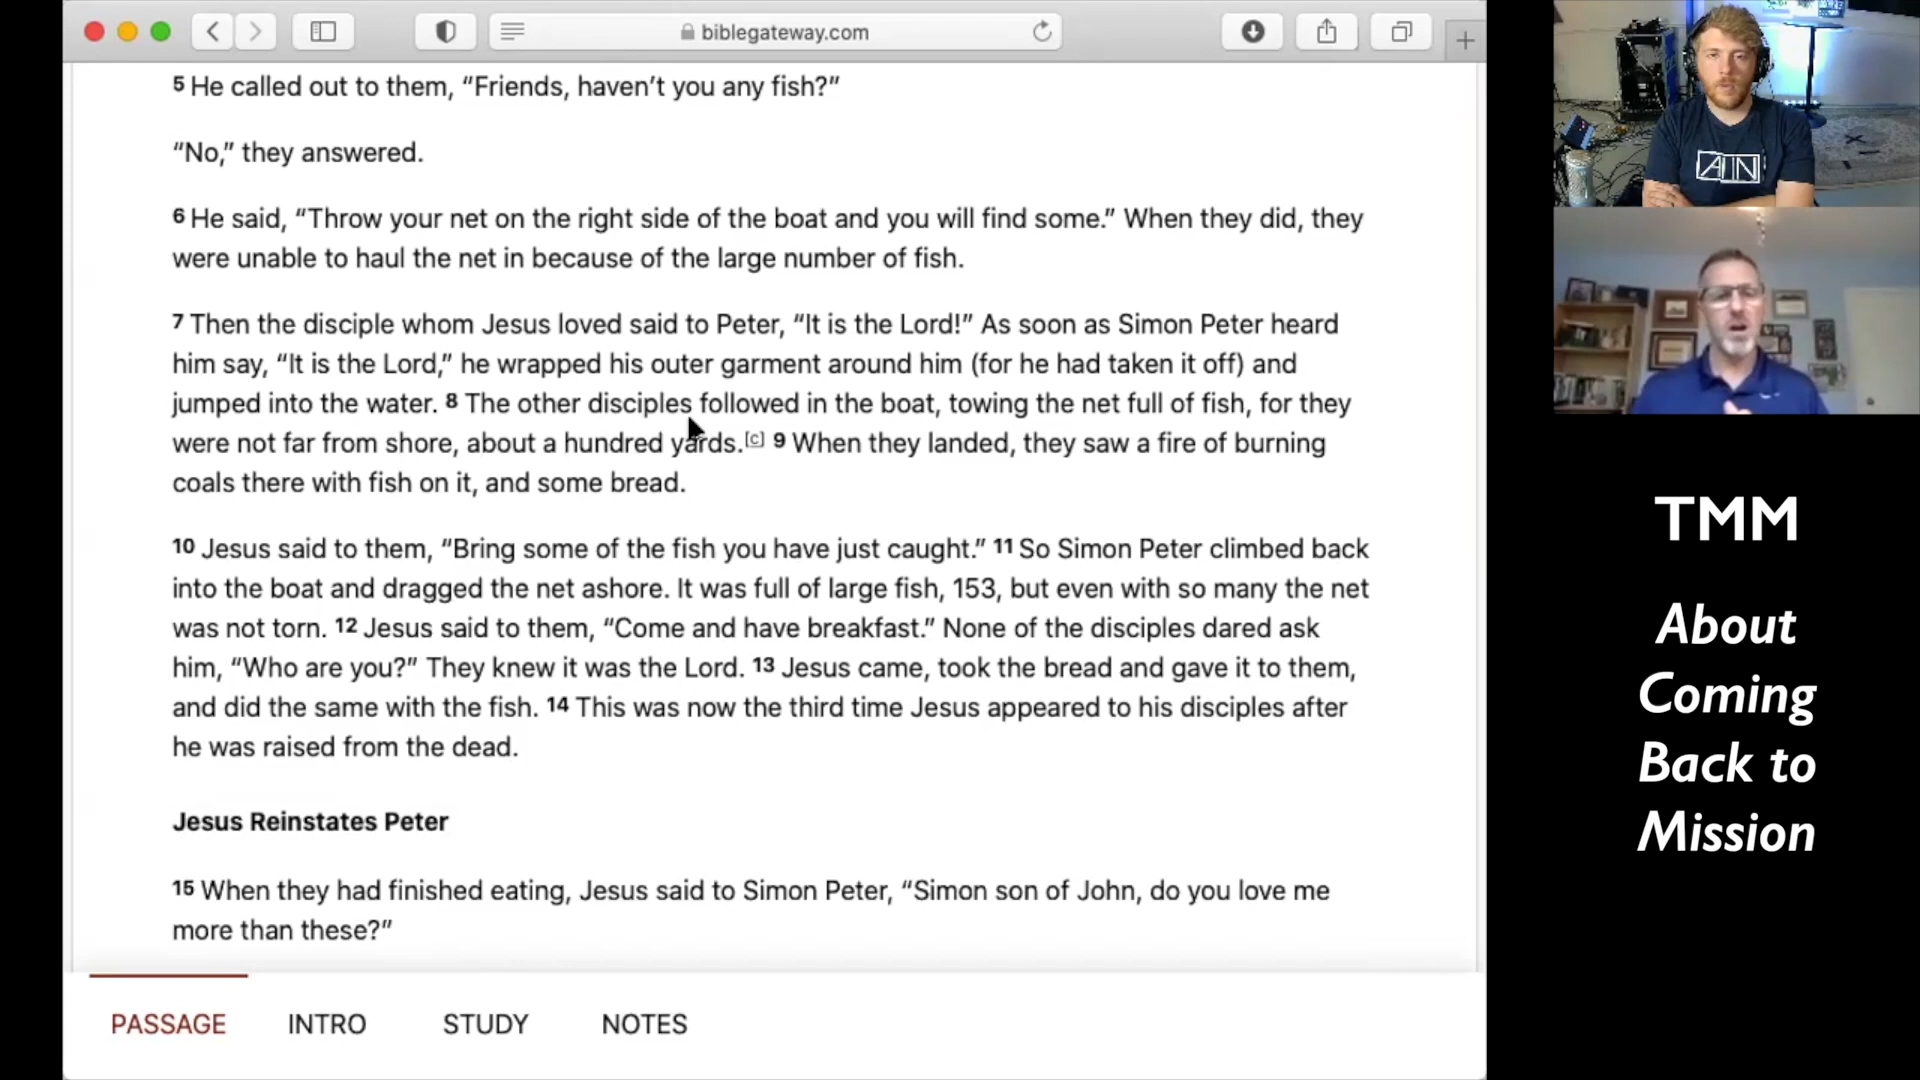 biblegateway.com
5 He called out to them, “Friends, haven’t you any fish?”
“No,” they answered.
6 He said, “Throw your net on the right side of the boat and you will find some.” When they did, they
were unable to haul the net in because of the large number of fish.
7 Then the disciple whom Jesus loved said to Peter, “It is the Lord!” As soon as Simon Peter heard
him say, “It is the Lord,” he wrapped his outer garment around him (for he had taken it off) and
jumped into the water. 8 The other disciples followed in the boat, towing the net full of fish, for they
were not far from shore, about a hundred yards.[c] 9 When they landed, they saw a fire of burning
coals there with fish on it, and some bread.
10 Jesus said to them, “Bring some of the fish you have just caught.” 11 So Simon Peter climbed back
into the boat and dragged the net ashore. It was full of large fish, 153, but even with so many the net
was not torn. 12 Jesus said to them, “Come and have breakfast.” None of the disciples dared ask
him, “Who are you?” They knew it was the Lord. 13 Jesus came, took the bread and gave it to them,
and did the same with the fish. 14 This was now the third time Jesus appeared to his disciples after
he was raised from the dead.
Jesus Reinstates Peter
15 When they had finished eating, Jesus said to Simon Peter, “Simon son of John, do you love me
more than these?”
PASSAGE INTRO STUDY NOTES
AIN
TMM
About
Coming
Back to
Mission